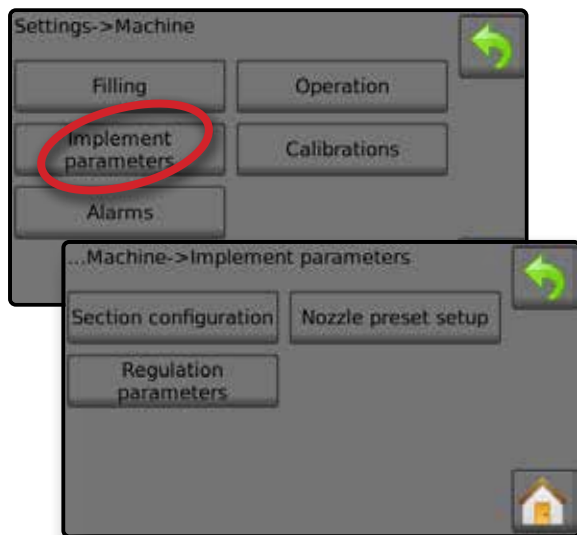 Settings->Machine
Filling
Operation
Implement
parameters
Calibrations
Alarms
...Machine->Implement parameters
Section configuration
Nozzle preset setup
Regulation
parameters